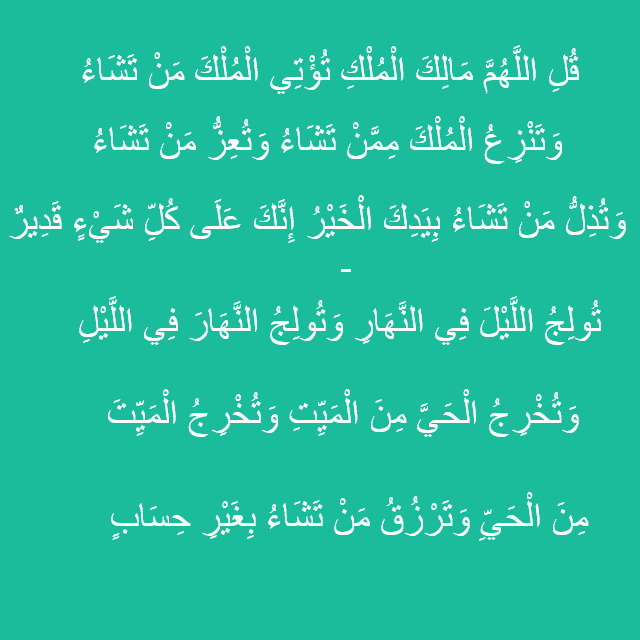 قُلِ اللَّهُمَّ مَالِكَ الْمُلْكِ تُؤْتِي الْمُلْكَ مَنْ تَشَاءُ
وَتَنْزِعُ الْمُلْكَ مِمَّنْ تَشَاءُ وَتُعِزُّ مَنْ تَشَاءُ
وَتُذِلُّ مَنْ تَشَاءُ بِيَدِكَ الْخَيْرُ إِنَّكَ عَلَى كُلِّ شَيْءٍ قَدِيرٌ
-
تُولِجُ اللَّيْلَ فِي النَّهَارِ وَتُولِجُ النَّهَارَ فِي اللَّيْلِ
وَتُخْرِجُ الْحَيَّ مِنَ الْمَيِّتِ وَتُخْرِجُ الْمَيِّتَ
مِنَ الْحَيِّ وَتَرْزُقُ مَنْ تَشَاءُ بِغَيْرِ حِسَابٍ